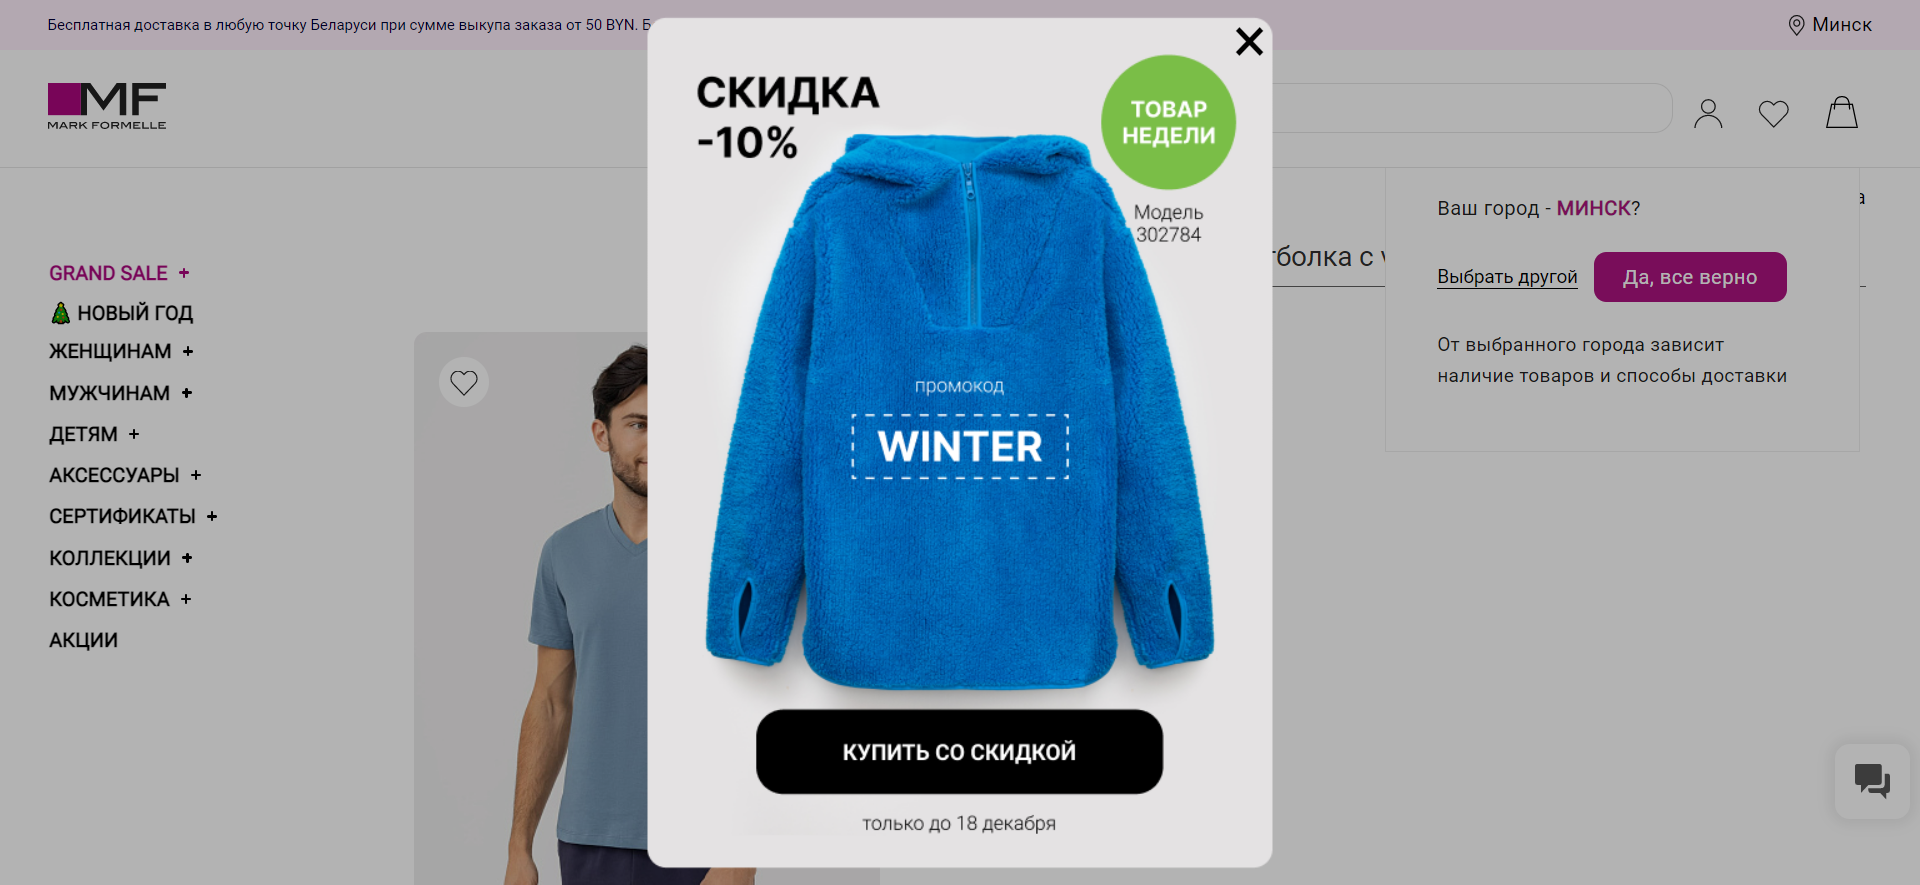 Бесплатная доставка в любую точку Беларуси при сумме выкупа заказа от 50 BYN.
Минск
MF
MARK FORMELLE
GRAND SALE +
НОВЫЙ ГОД
ЖЕНЩИНАМ +
МУЖЧИНАМ +
ДЕТЯМ +
АКСЕССУАРЫ +
СЕРТИФИКАТЫ +
КОЛЛЕКЦИИ +
КОСМЕТИКА +
АКЦИИ
СКИДКА
-10%
ТОВАР
НЕДЕЛИ
Модель
302784
промокод
WINTER
КУПИТЬ СО СКИДКОЙ
только до 18 декабря
Ваш город - МИНСК?
Выбрать другой
Да, все верно
От выбранного города зависит
наличие товаров и способы доставки